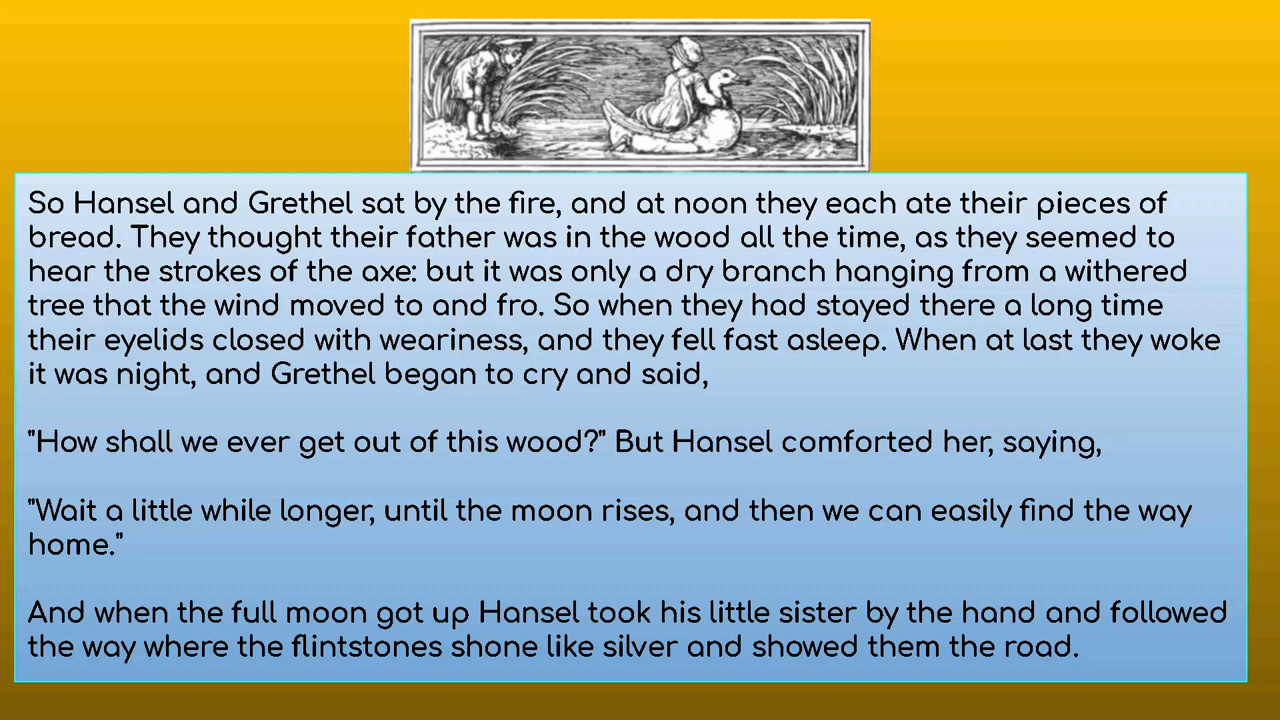 So Hansel and Grethel sat by the fire, and at noon they each ate their pieces of
bread. They thought their father was in the wood all the time, as they seemed to
hear the strokes of the axe: but it was only a dry branch hanging from a withered
tree that the wind moved to and fro. So when they had stayed there a long time
their eyelids closed with weariness, and they fell fast asleep. When at last they woke
it was night, and Grethel began to cry and said,
"How shall we ever get out of this wood?" But Hansel comforted her, saying,
"Wait a little while longer, until the moon rises, and then we can easily find the way
home."
And when the full moon got up Hansel took his little sister by the hand and followed
the way where the flintstones shone like silver and showed them the road.